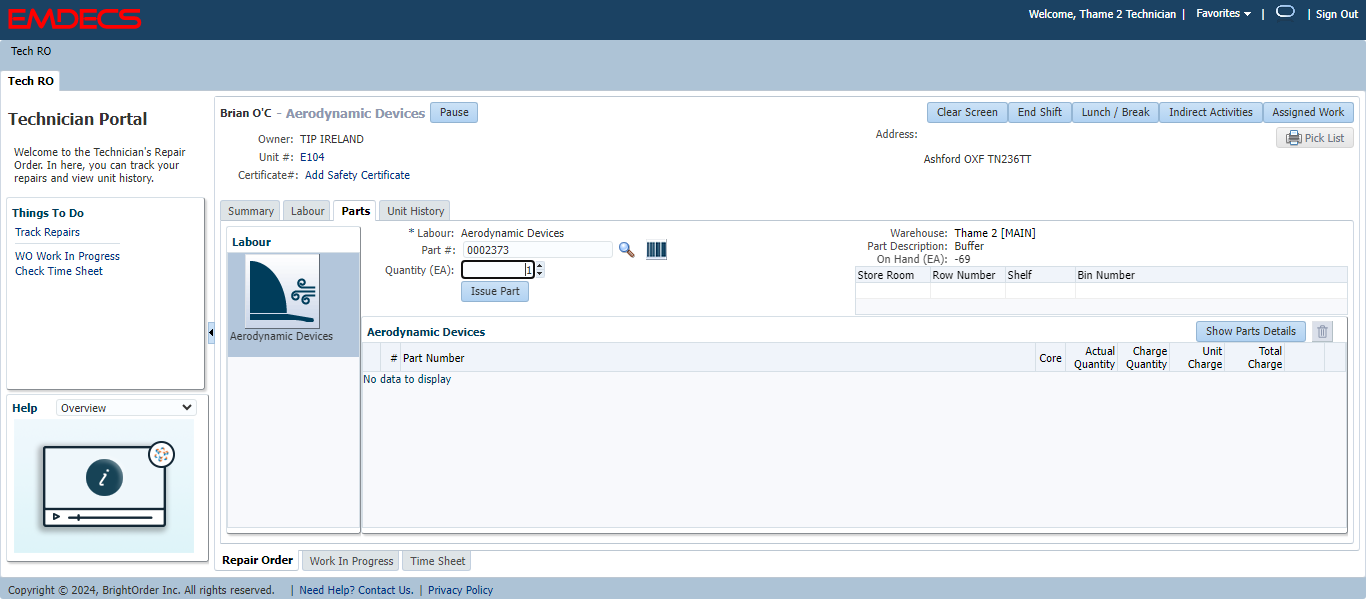 EMDECS
Welcome, Thame 2 Technician | Favorites | | Sign Out
Tech RO
Tech RO
Technician Portal
Welcome to the Technician's Repair
Order. In here, you can track your
repairs and view unit history.
Things To Do
Track Repairs
WO Work In Progress
Check Time Sheet
Help Overview
i
Brian O'C - Aerodynamic Devices Pause
Clear Screen End Shift Lunch / Break Indirect Activities Assigned Work
Owner: TIP IRELAND
Unit #: E104
Certificate#: Add Safety Certificate
Address:
Pick List
Ashford OXF TN236TT
Summary Labour Parts Unit History
Labour
Aerodynamic Devices
* Labour: Aerodynamic Devices
Part #: 0002373
Quantity (EA): 1
Issue Part
Warehouse: Thame 2 [MAIN]
Part Description: Buffer
On Hand (EA): -69
Store Room Row Number Shelf Bin Number
Aerodynamic Devices Show Parts Details
# Part Number Core Actual Quantity Charge Quantity Unit Charge Total Charge
No data to display
Repair Order Work In Progress Time Sheet
Copyright © 2024, BrightOrder Inc. All rights reserved. | Need Help? Contact Us. | Privacy Policy